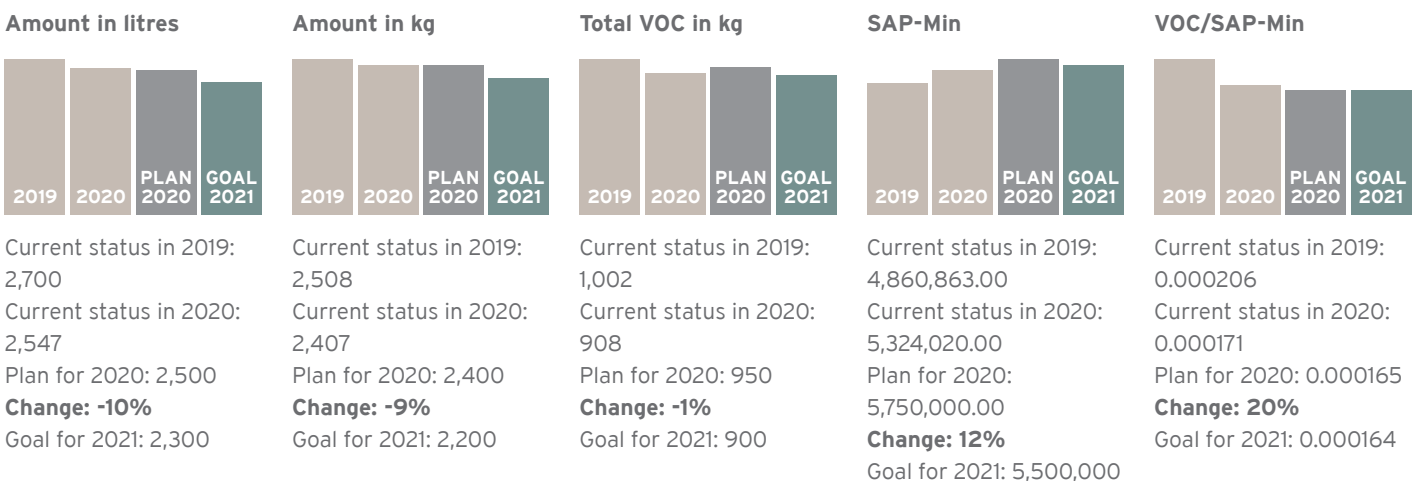 Amount in litres
2019 2020 PLAN 2020 GOAL 2021
Current status in 2019:
2,700
Current status in 2020:
2,547
Plan for 2020: 2,500
Change: -10%
Goal for 2021: 2,300
Amount in kg
2019 2020 PLAN 2020 GOAL 2021
Current status in 2019:
2,508
Current status in 2020:
2,407
Plan for 2020: 2,400
Change: -9%
Goal for 2021: 2,200
Total VOC in kg
2019 2020 PLAN 2020 GOAL 2021
Current status in 2019:
1,002
Current status in 2020:
908
Plan for 2020: 950
Change: -1%
Goal for 2021: 900
SAP-Min
2019 2020 PLAN 2020 GOAL 2021
Current status in 2019:
4,860,863.00
Current status in 2020:
5,324,020.00
Plan for 2020:
5,750,000.00
Change: 12%
Goal for 2021: 5,500,000
VOC/SAP-Min
2019 2020 PLAN 2020 GOAL 2021
Current status in 2019:
0.000206
Current status in 2020:
0.000171
Plan for 2020: 0.000165
Change: 20%
Goal for 2021: 0.000164